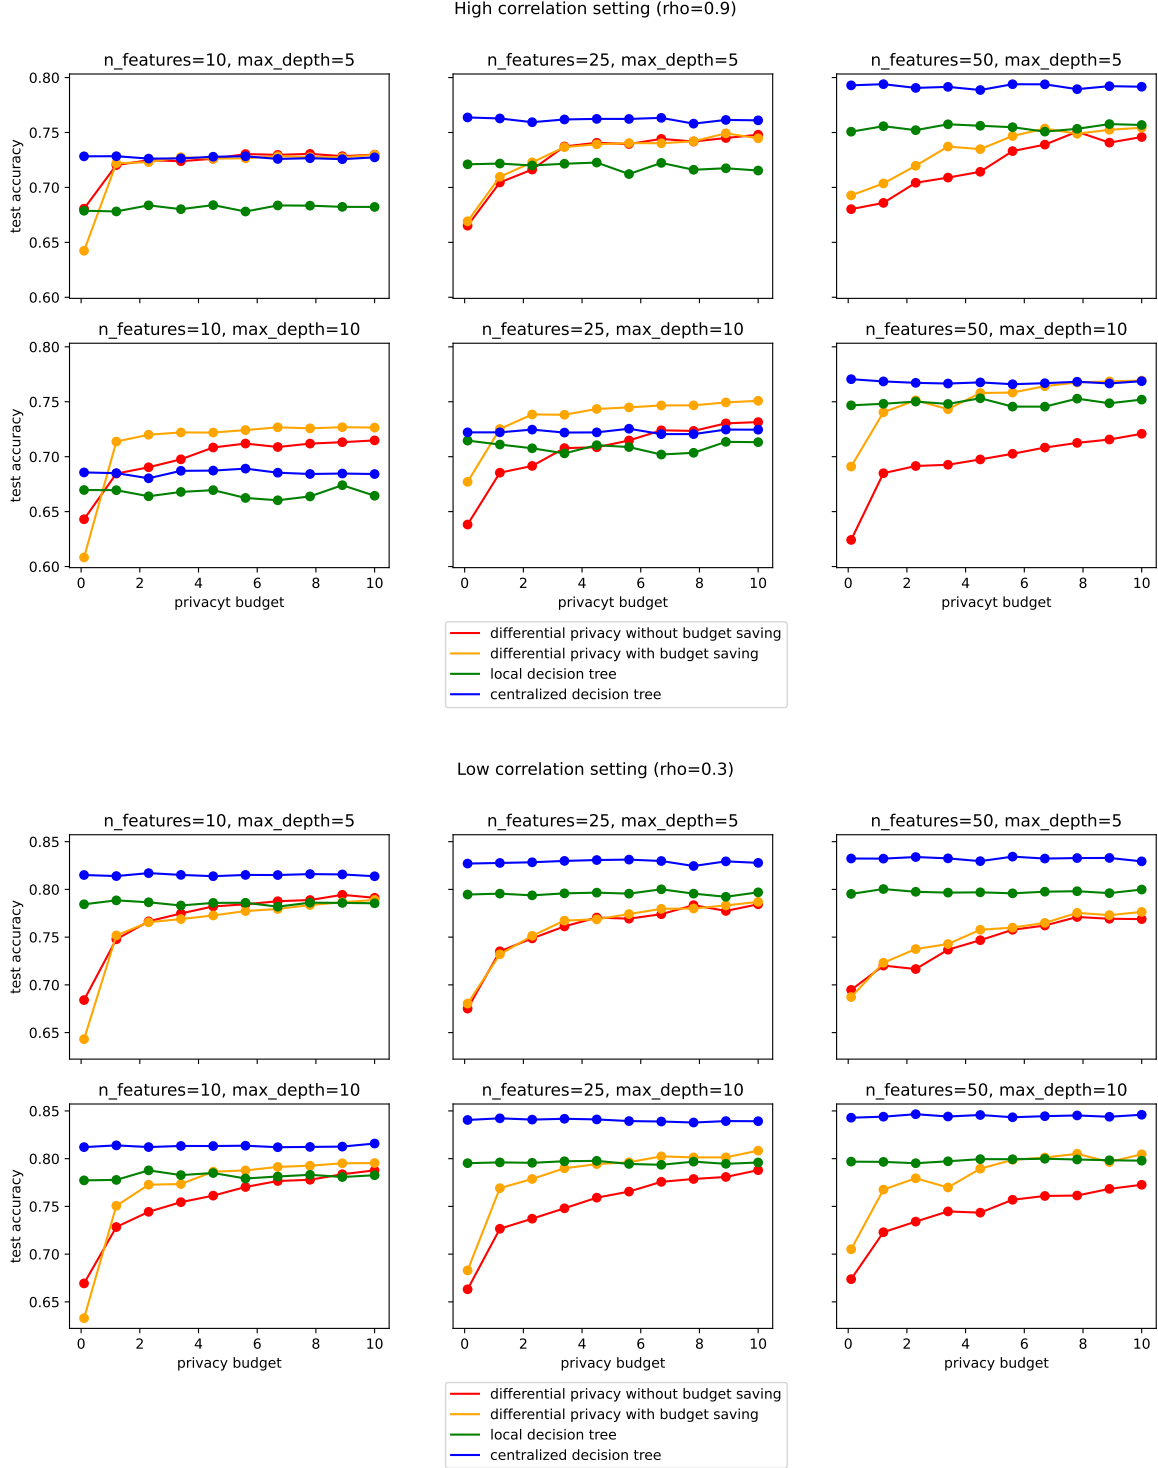 High correlation setting (rho=0.9)
n_features=10, max_depth=5
n_features=25, max_depth=5
n_features=50, max_depth=5
0.80
0.75
0.70
0.65
0.60
test accuracy
n_features=10, max_depth=10
n_features=25, max_depth=10
n_features=50, max_depth=10
0.80
0.75
0.70
0.65
0.60
test accuracy
0 2 4 6 8 10
0 2 4 6 8 10
0 2 4 6 8 10
privacyt budget
privacyt budget
privacyt budget
differential privacy without budget saving
differential privacy with budget saving
local decision tree
centralized decision tree
Low correlation setting (rho=0.3)
n_features=10, max_depth=5
n_features=25, max_depth=5
n_features=50, max_depth=5
0.85
0.80
0.75
0.70
0.65
test accuracy
n_features=10, max_depth=10
n_features=25, max_depth=10
n_features=50, max_depth=10
0.85
0.80
0.75
0.70
0.65
test accuracy
0 2 4 6 8 10
0 2 4 6 8 10
0 2 4 6 8 10
privacy budget
privacy budget
privacy budget
differential privacy without budget saving
differential privacy with budget saving
local decision tree
centralized decision tree